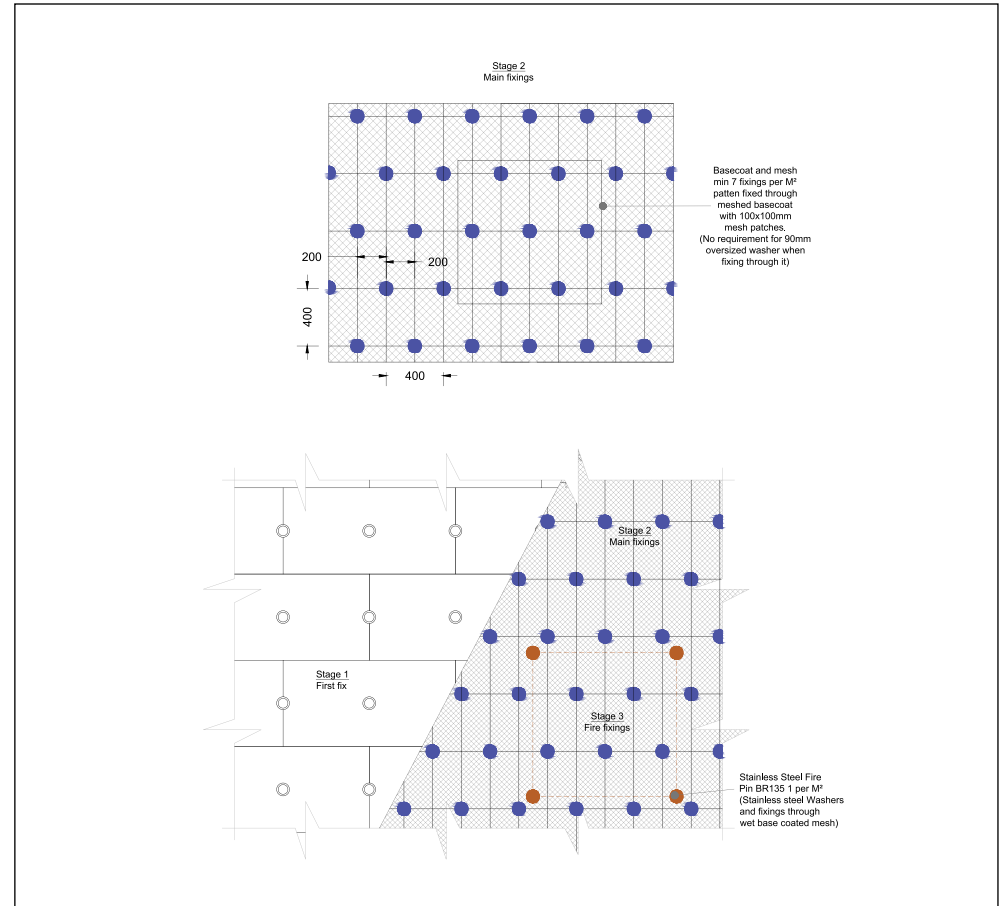 Stage 2
Main fixings
Basecoat and mesh
min 7 fixings per M²
patten fixed through
meshed basecoat
with 100x100mm
mesh patches.
(No requirement for 90mm
oversized washer when
fixing through it)
200
200
400
400
Stage 2
Main fixings
Stage 1
First fix
Stage 3
Fire fixings
Stainless Steel Fire
Pin BR135 1 per M²
(Stainless steel Washers
and fixings through
wet base coated mesh)